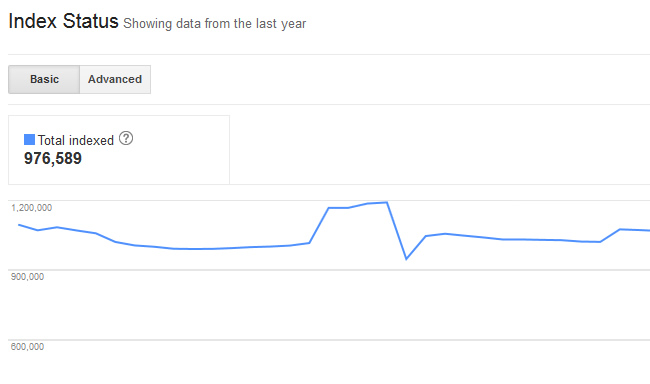 Index Status Showing data from the last year
Basic Advanced
Total indexed ?
976,589
1,200,000
900,000
600,000